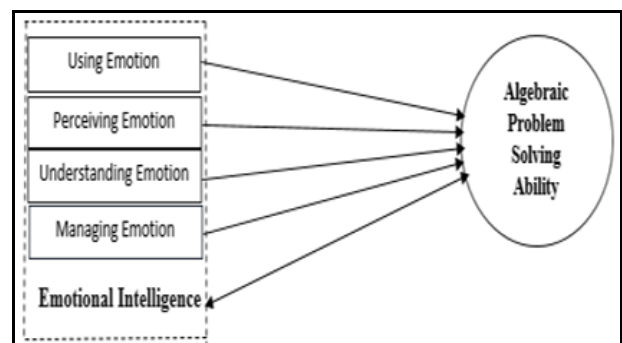 Using Emotion
Perceiving Emotion
Understanding Emotion
Managing Emotion
Emotional Intelligence
Algebraic
Problem
Solving
Ability